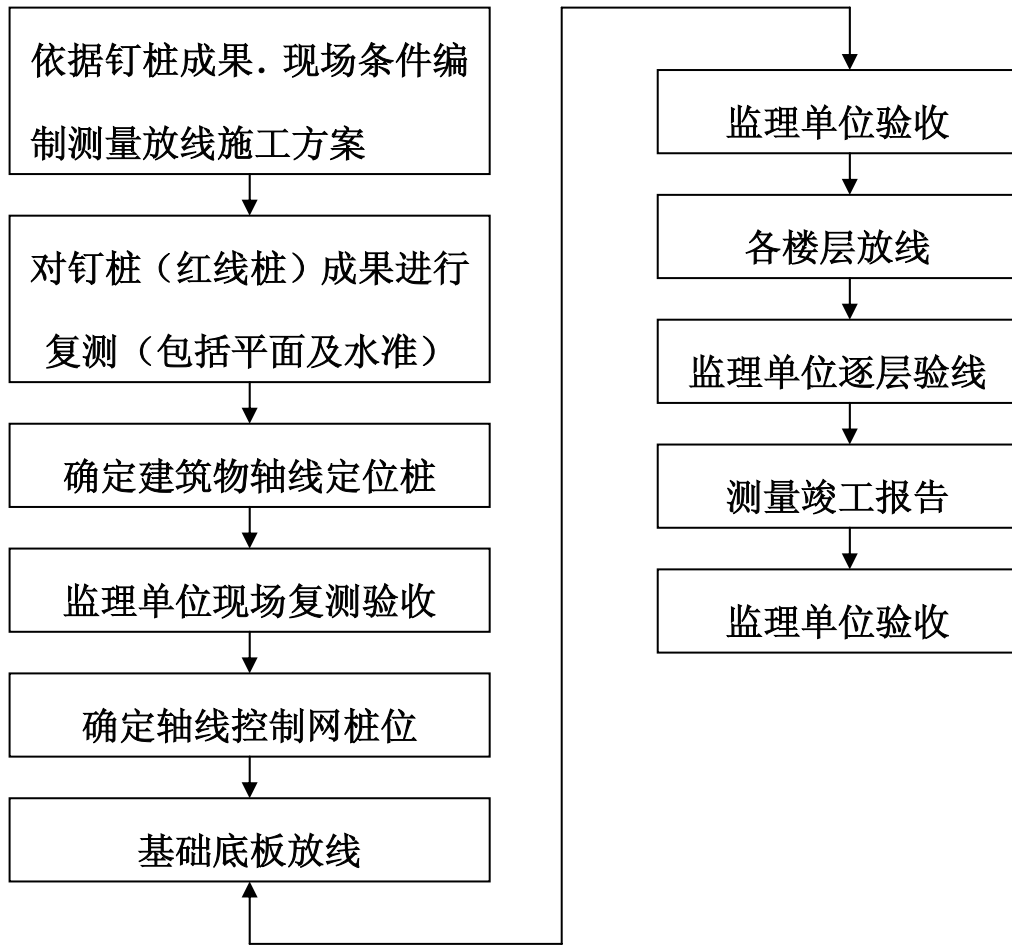 依据钉桩成果．现场条件编
制测量放线施工方案
对钉桩（红线桩）成果进行
复测（包括平面及水准）
确定建筑物轴线定位桩
监理单位现场复测验收
确定轴线控制网桩位
基础底板放线
监理单位验收
各楼层放线
监理单位逐层验线
测量竣工报告
监理单位验收